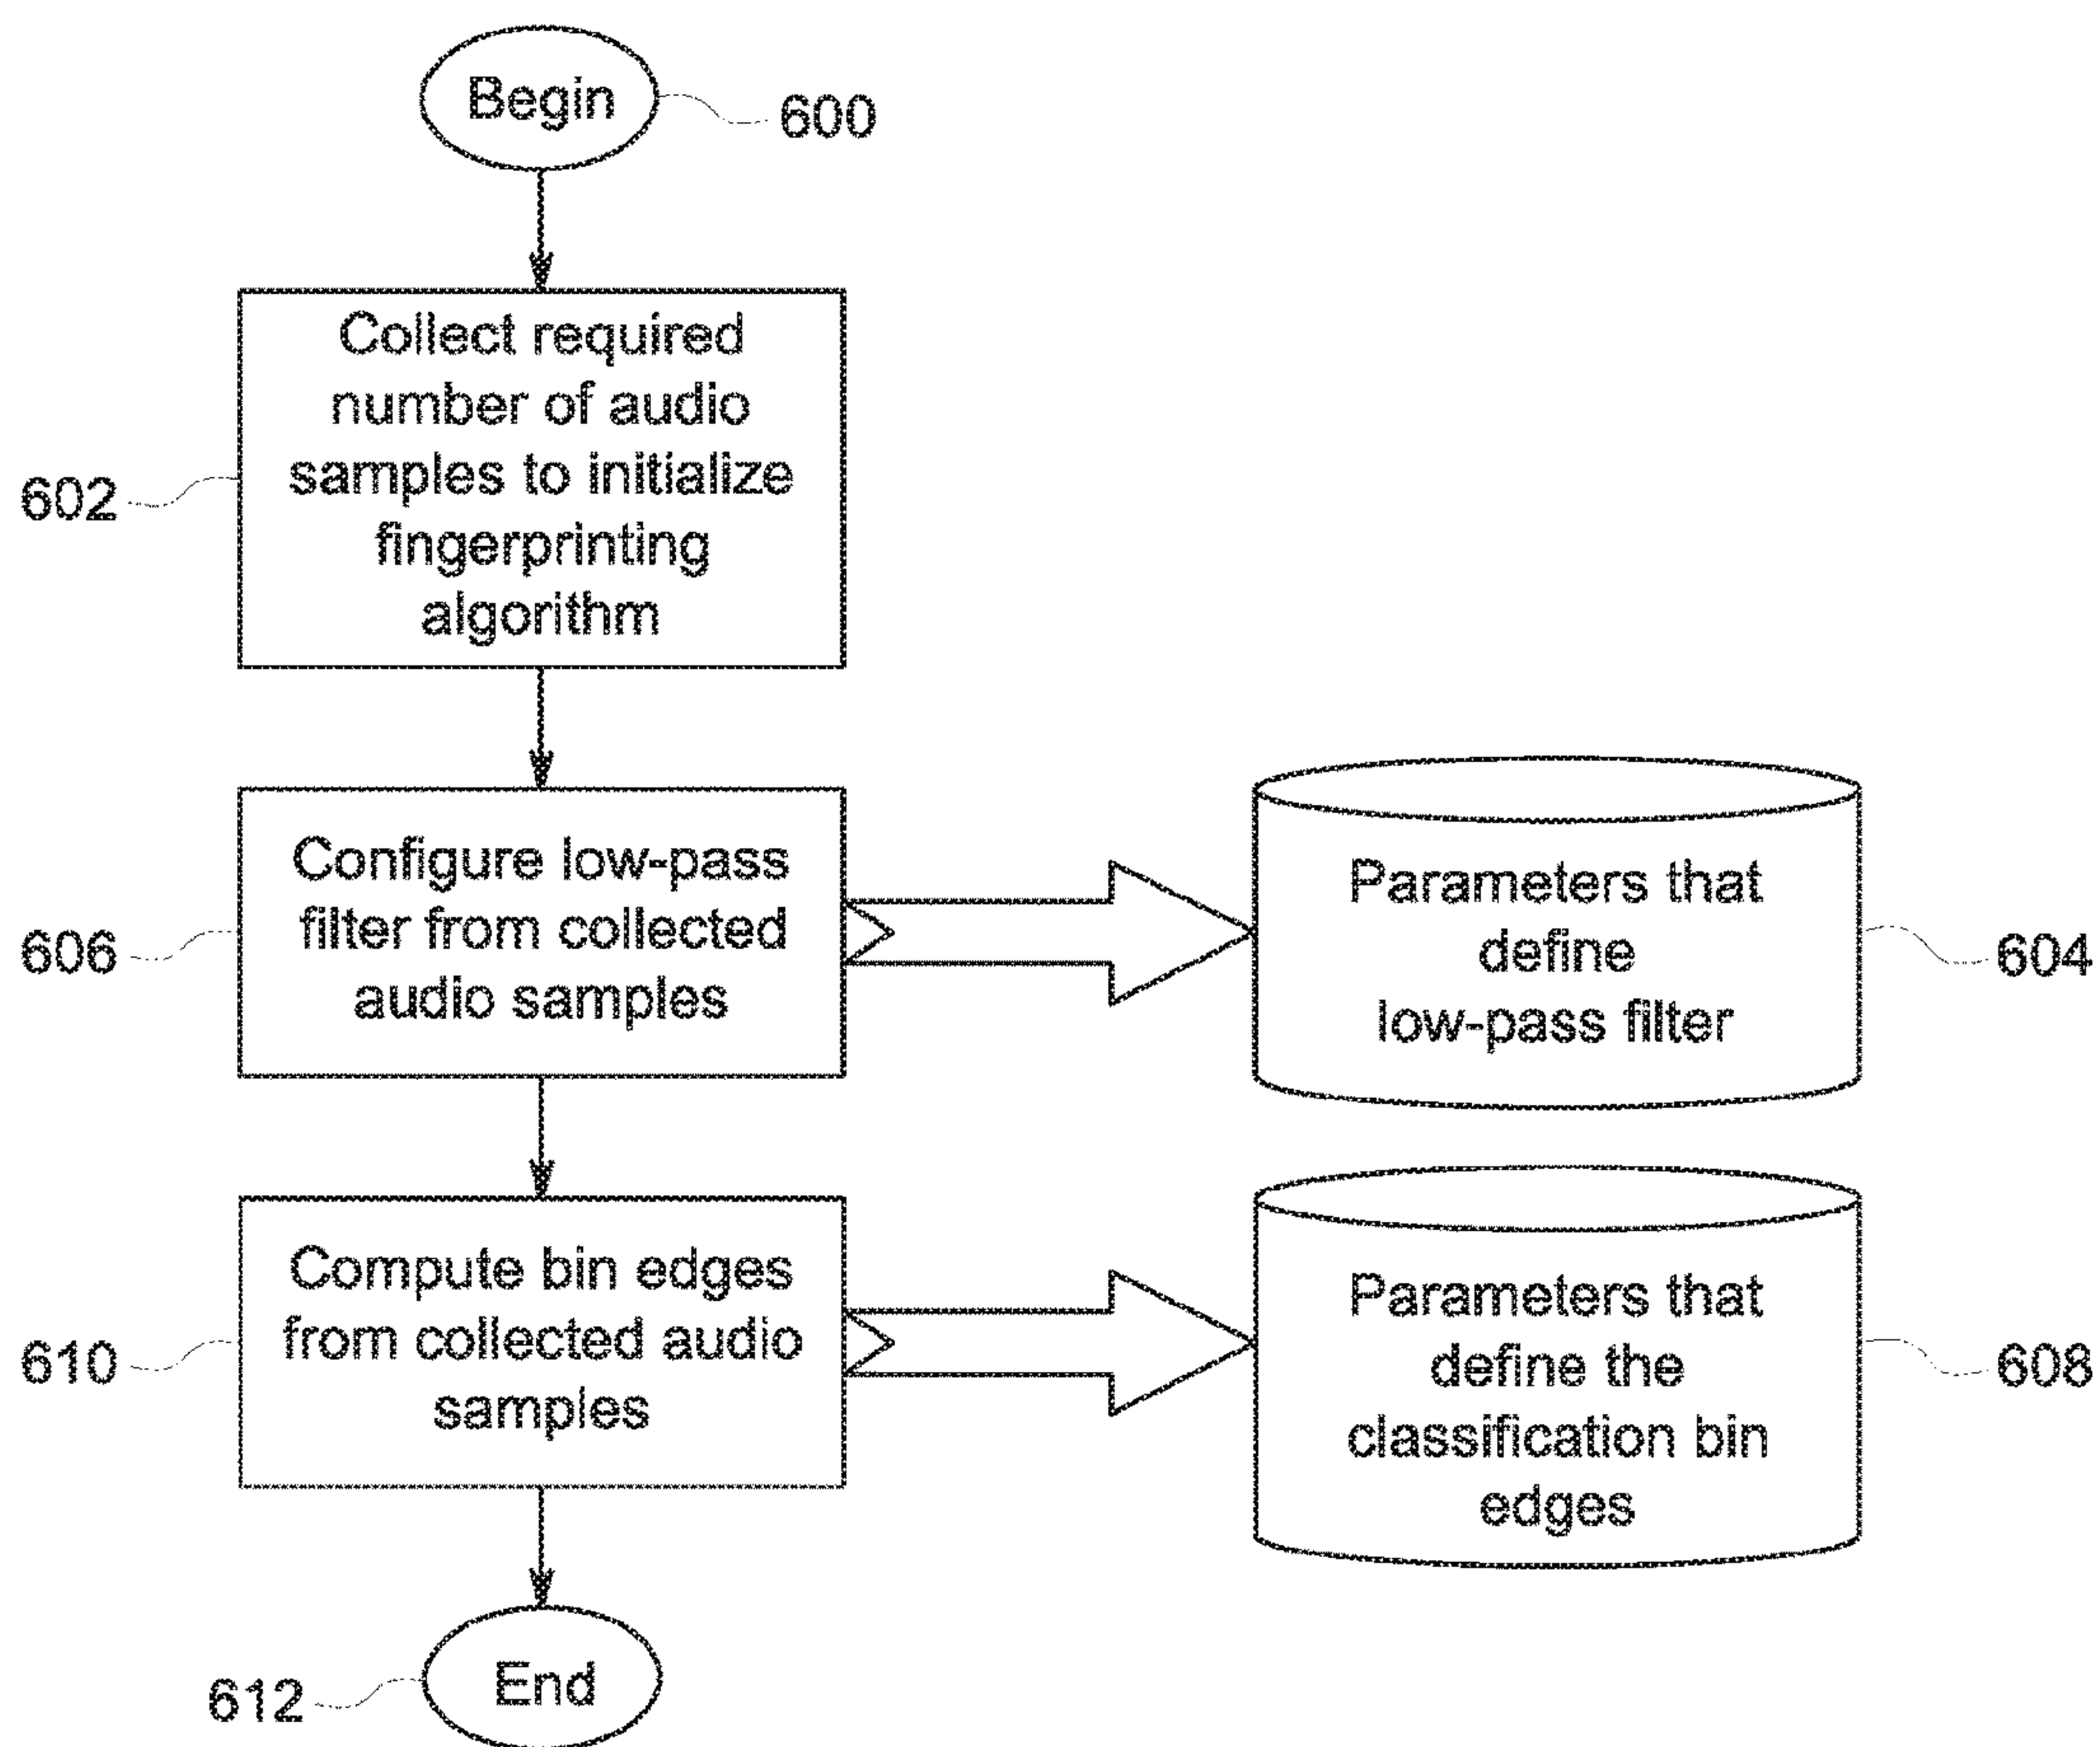 Begin
600
Collect required
number of audio
samples to initialize
fingerprinting
algorithm
602
Configure low-pass
filter from collected
audio samples
606
Parameters that
define
low-pass filter
604
Compute bin edges
from collected audio
samples
610
Parameters that
define the
classification bin
edges
608
End
612